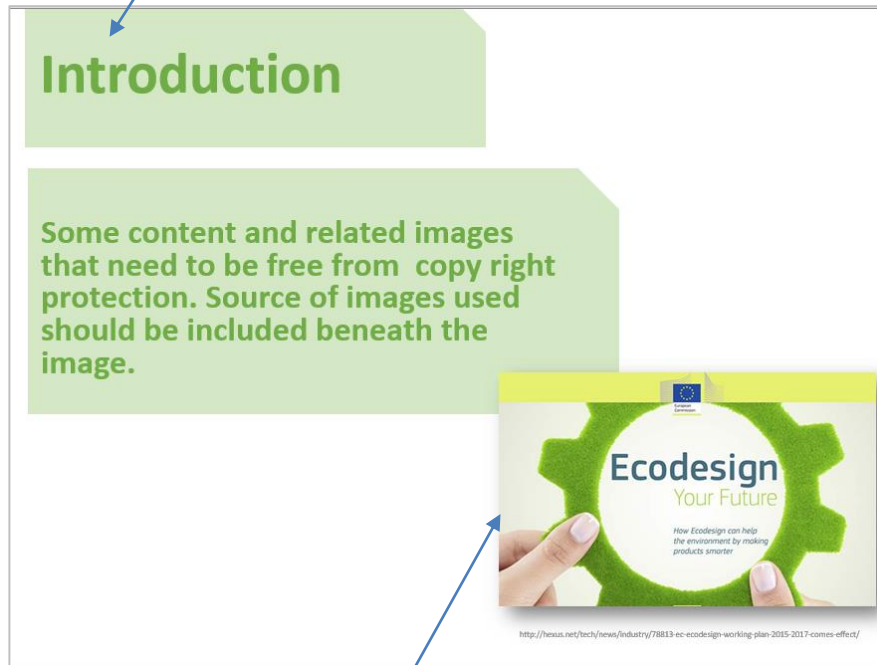 Introduction
Some content and related images
that need to be free from  copy right
protection. Source of images used
should be included beneath the
image.
European
Commission
Ecodesign
Your Future
How Ecodesign can help
the environment by making
products smarter
http://hexus.net/tech/news/industry/78813-ec-ecodesign-working-plan-2015-2017-comes-effect/